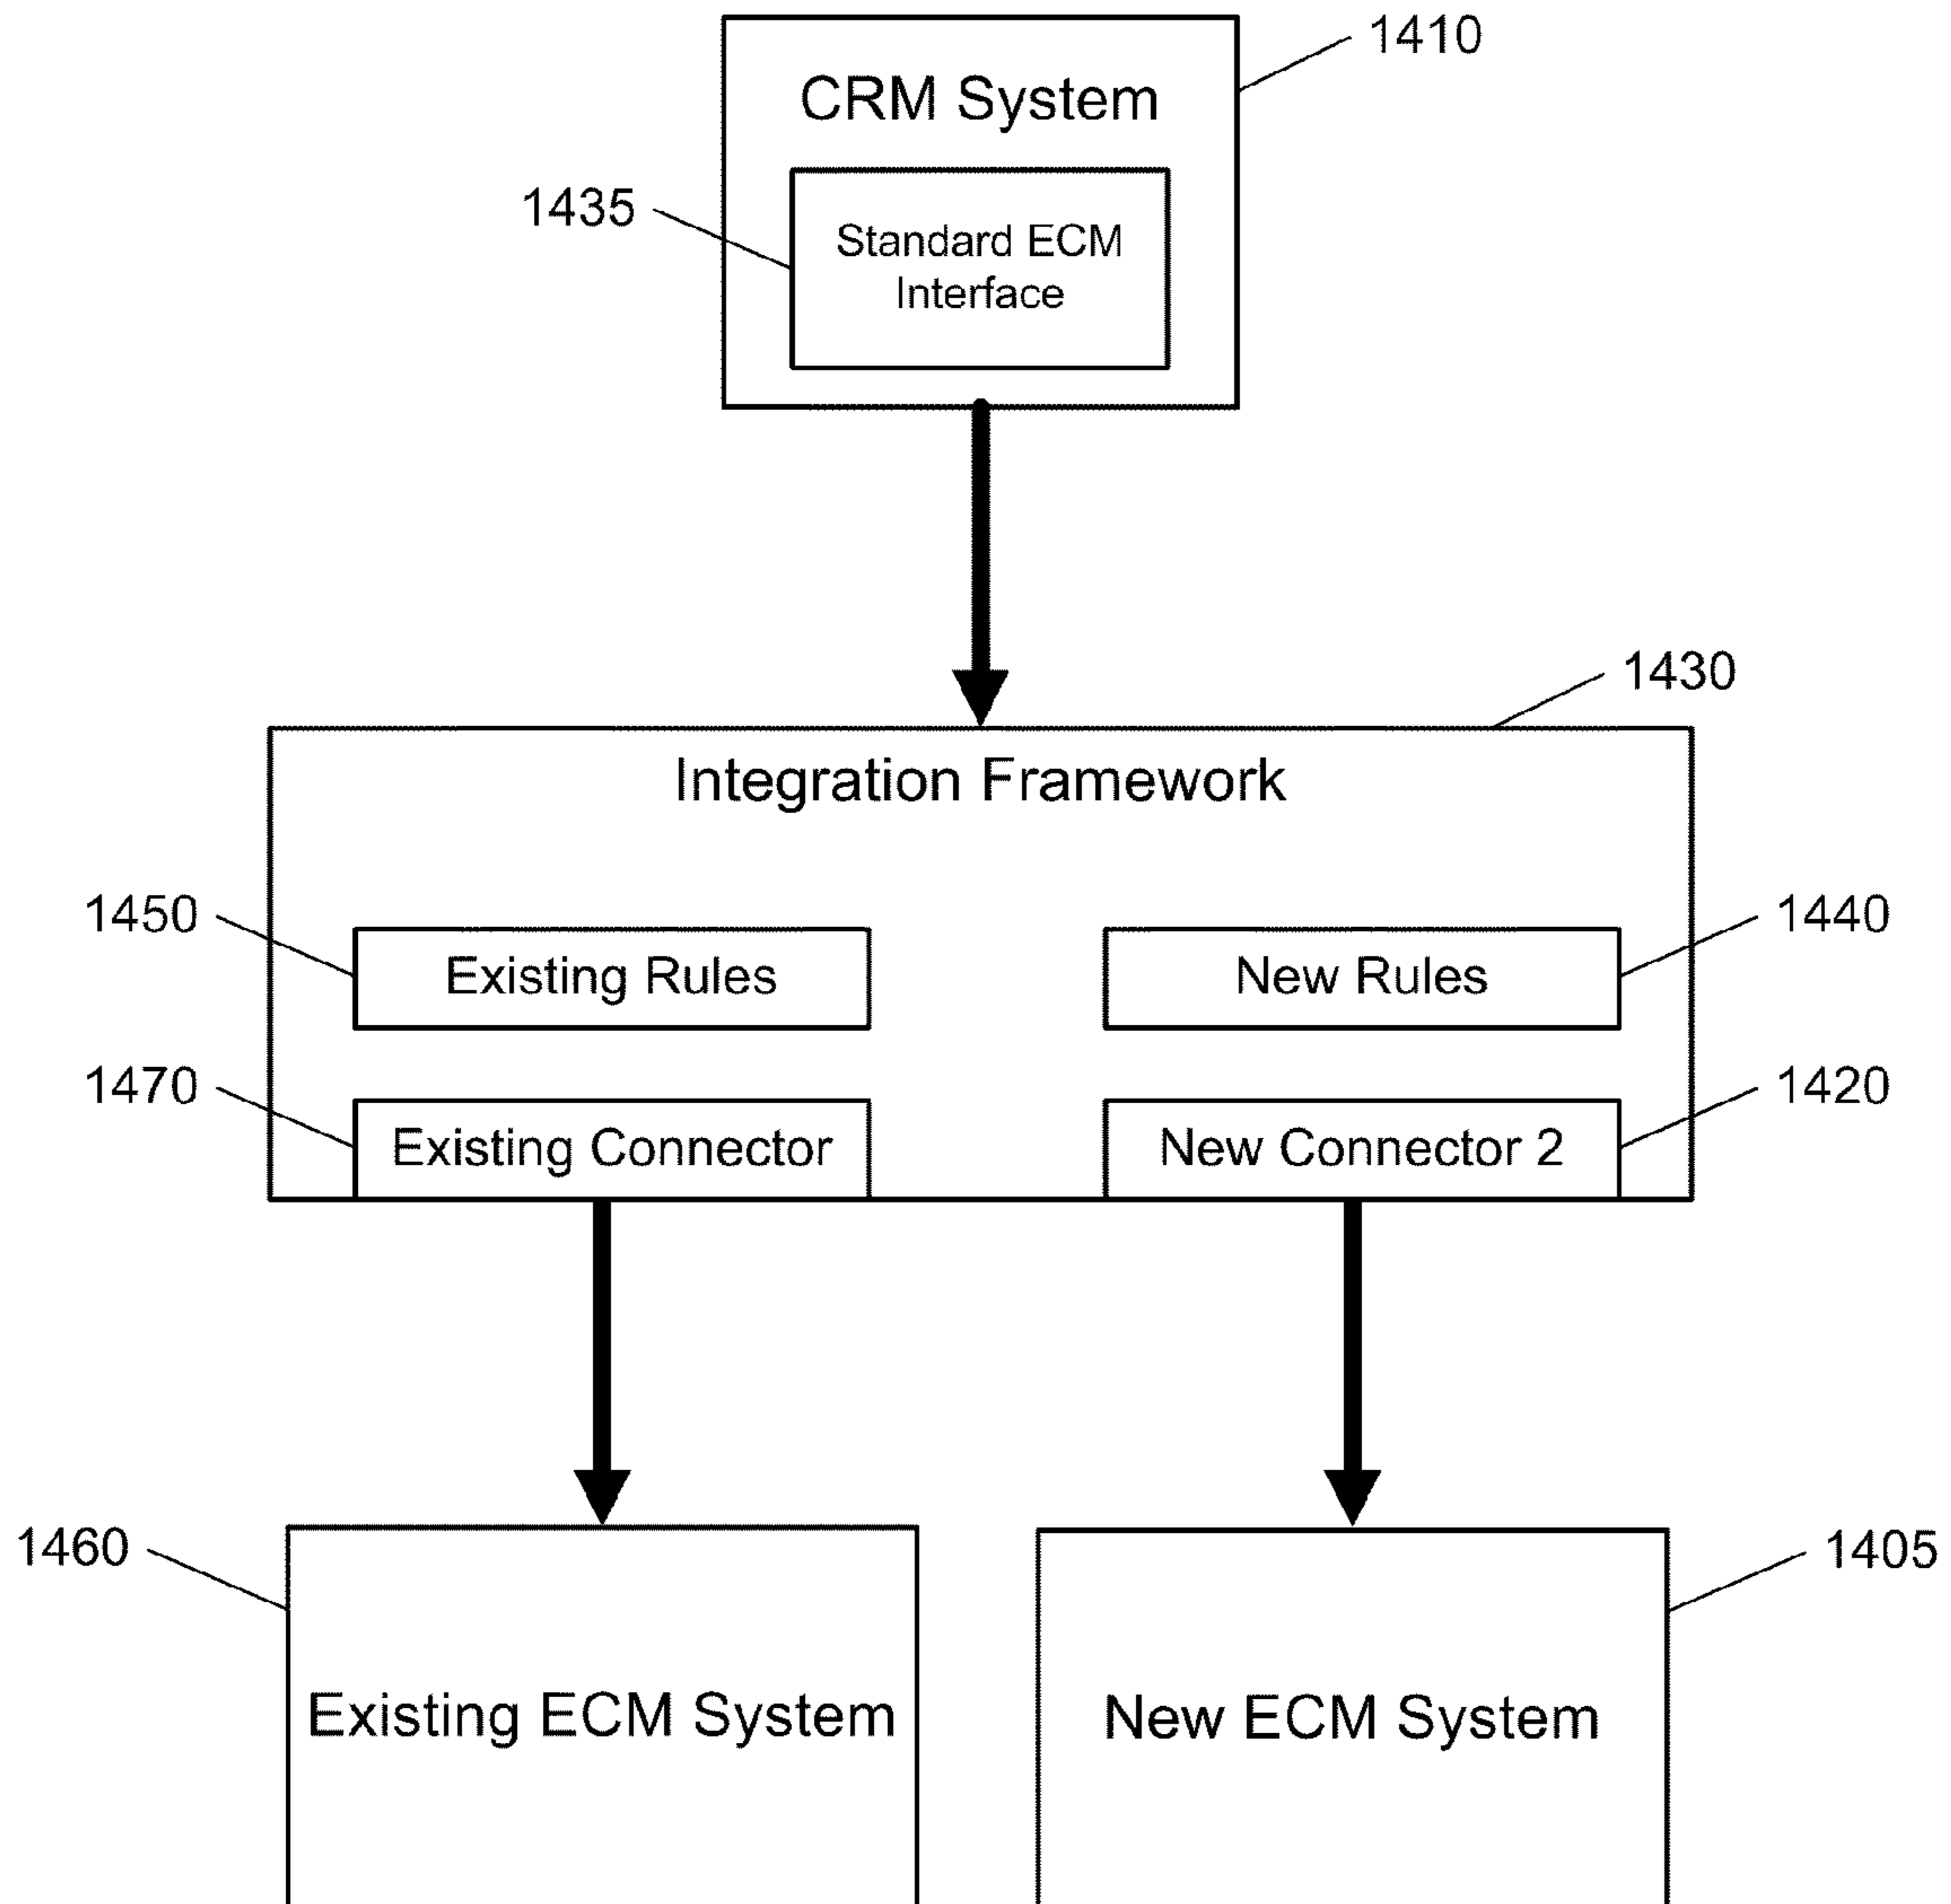 1410
CRM System
1435
Standard ECM
Interface
1430
Integration Framework
1450
Existing Rules
New Rules
1440
1470
Existing Connector
New Connector 2
1420
1460
1405
Existing ECM System
New ECM System